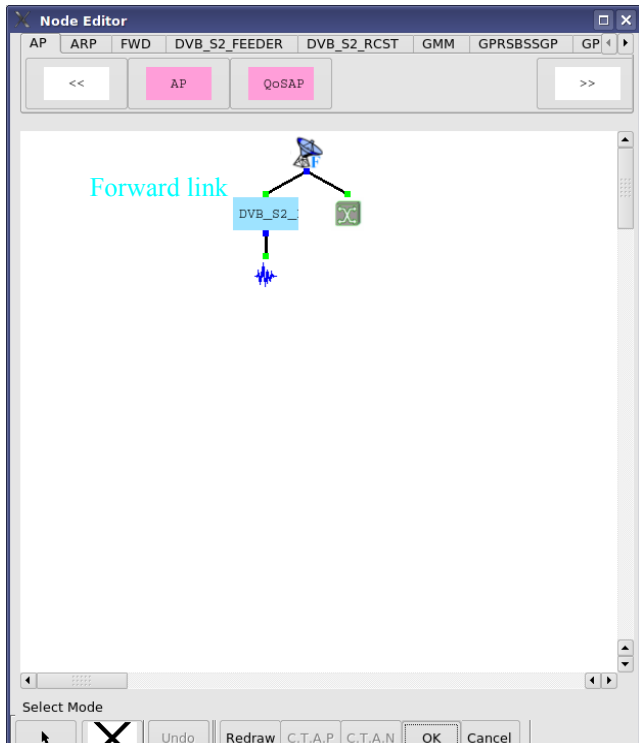 Node Editor
AP ARP FWD DVB_S2_FEEDER DVB_S2_RCST GMM GPRSBSSGP GP
<< AP QoSAP >>
F
Forward link
DVB_S2_
Select Mode
Undo Redraw C.T.A.P C.T.A.N OK Cancel